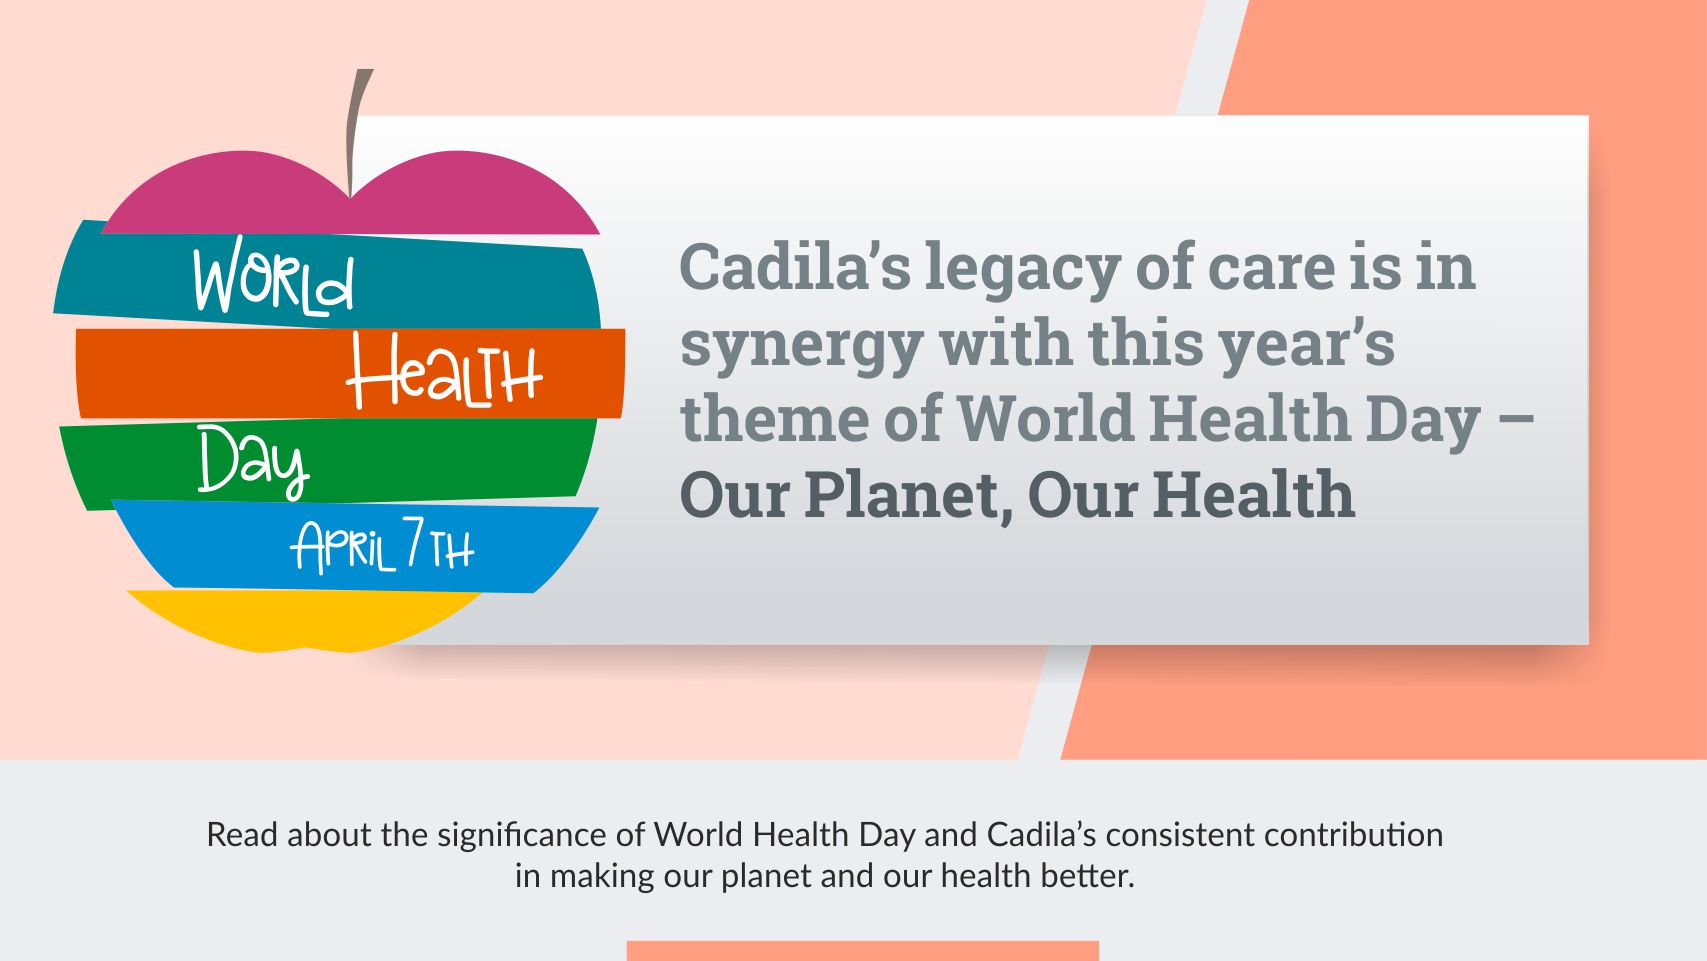 World
Health
Day
April 7th
Cadila’s legacy of care is in
synergy with this year’s
theme of World Health Day –
Our Planet, Our Health
Read about the significance of World Health Day and Cadila’s consistent contribution
in making our planet and our health better.